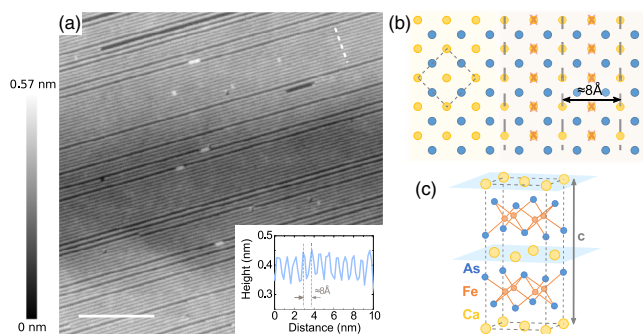 (a)
0.57 nm
0 nm
Height (nm)
0.5
0.4
0.3
≈8Å
0 2 4 6 8 10
Distance (nm)
(b)
≈8Å
(c)
c
As
Fe
Ca